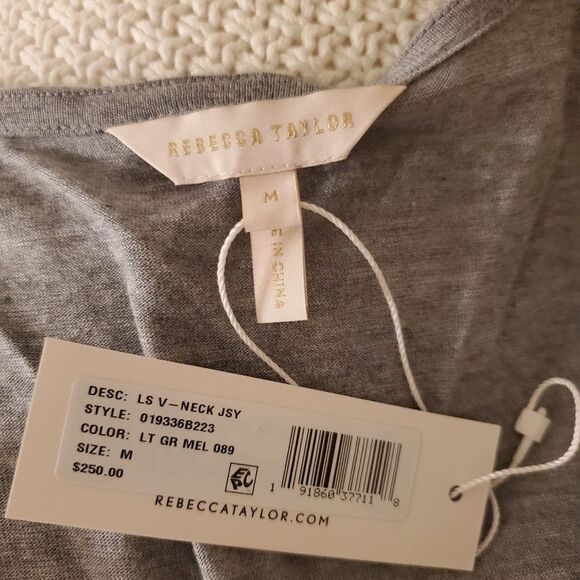 REBECCA TAYLOR
M
E IN CHINA
DESC: LS V-NECK JSY
STYLE: 019336B223
COLOR: LT GR MEL 089
SIZE: M
$250.00
1 91860 37711 8
REBECCATAYLOR.COM